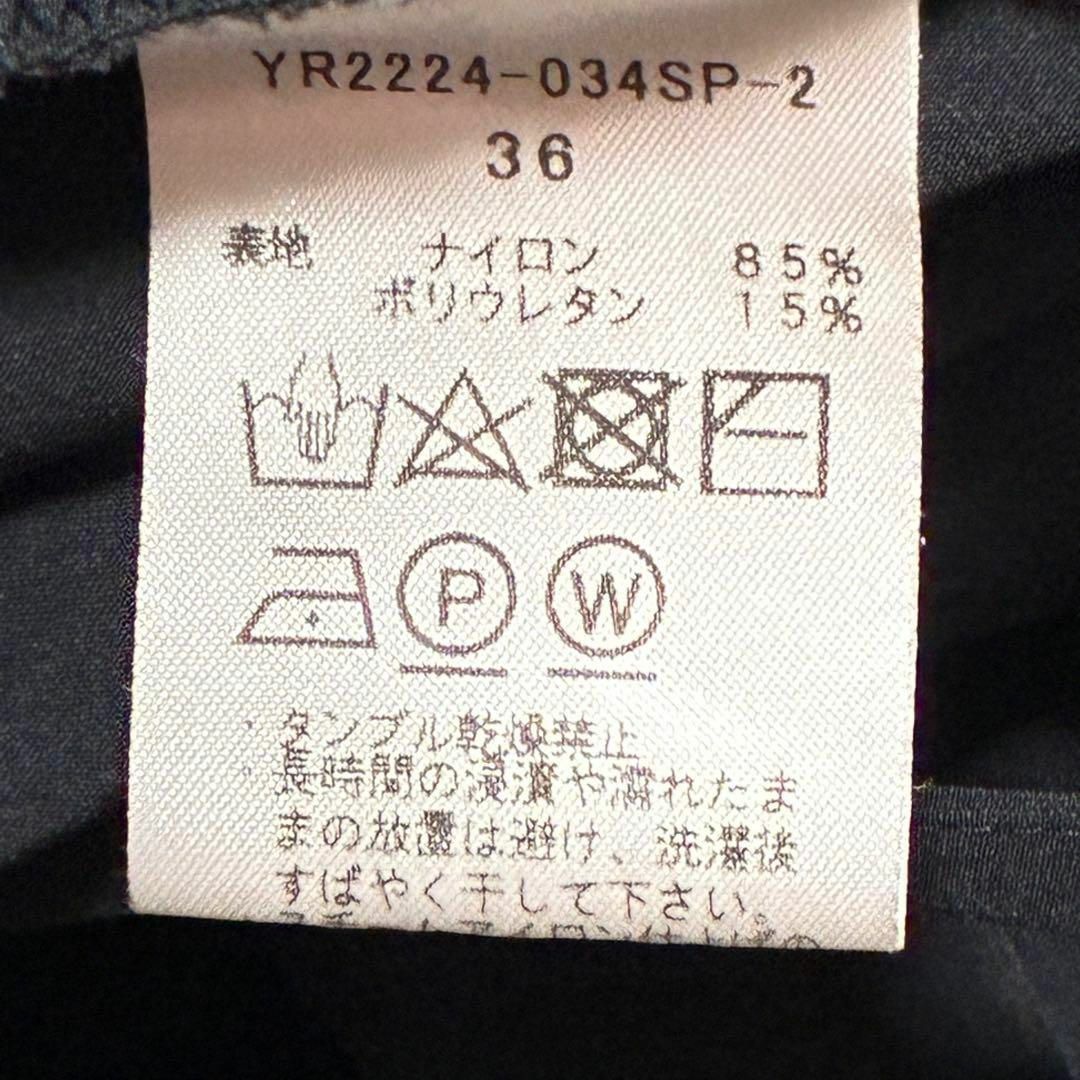 YR2224-034SP-2
36
表地 ナイロン 85%
ポリウレタン 15%
P W
・タンブル乾燥禁止
・長時間の浸漬や濡れたま
まの放置は避け、洗濯後
すばやく干して下さい。